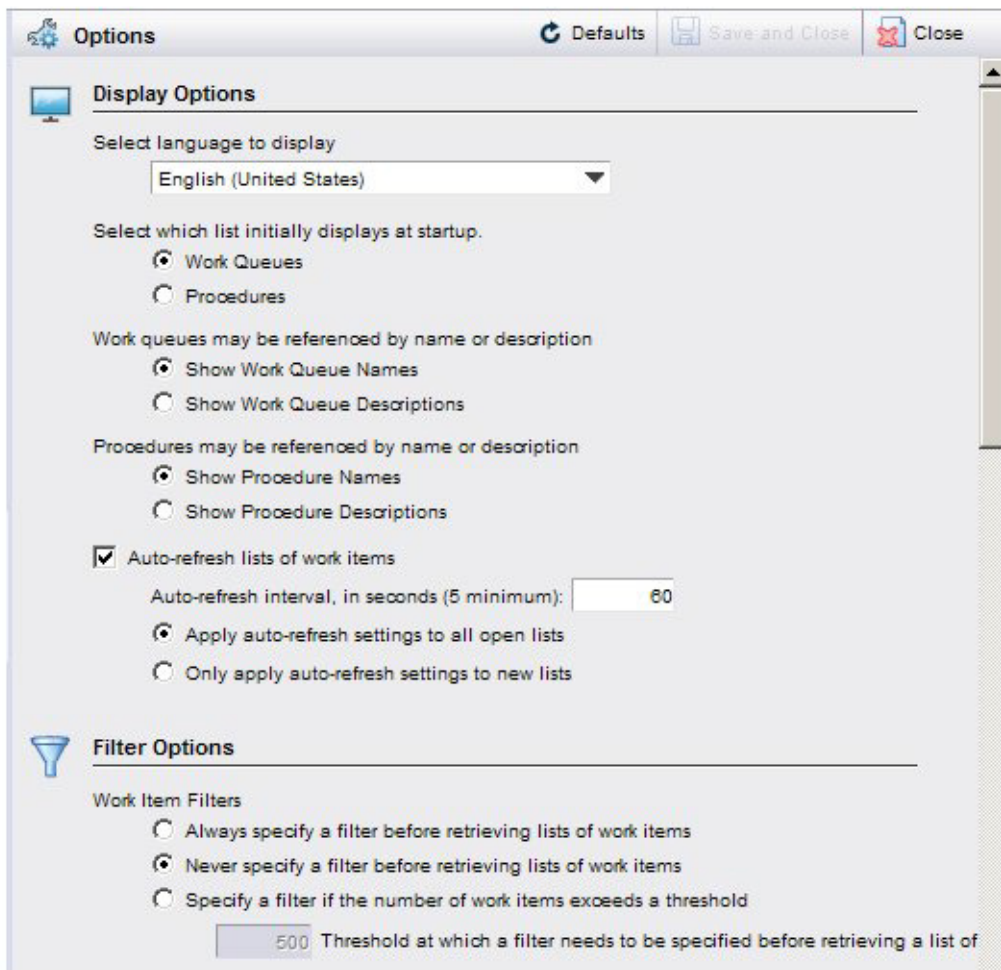 Options
Defaults
Save and Close
Close
Display Options
Select language to display
English (United States)
Select which list initially displays at startup.
Work Queues
Procedures
Work queues may be referenced by name or description
Show Work Queue Names
Show Work Queue Descriptions
Procedures may be referenced by name or description
Show Procedure Names
Show Procedure Descriptions
Auto-refresh lists of work items
Auto-refresh interval, in seconds (5 minimum): 60
Apply auto-refresh settings to all open lists
Only apply auto-refresh settings to new lists
Filter Options
Work Item Filters
Always specify a filter before retrieving lists of work items
Never specify a filter before retrieving lists of work items
Specify a filter if the number of work items exceeds a threshold
500 Threshold at which a filter needs to be specified before retrieving a list of